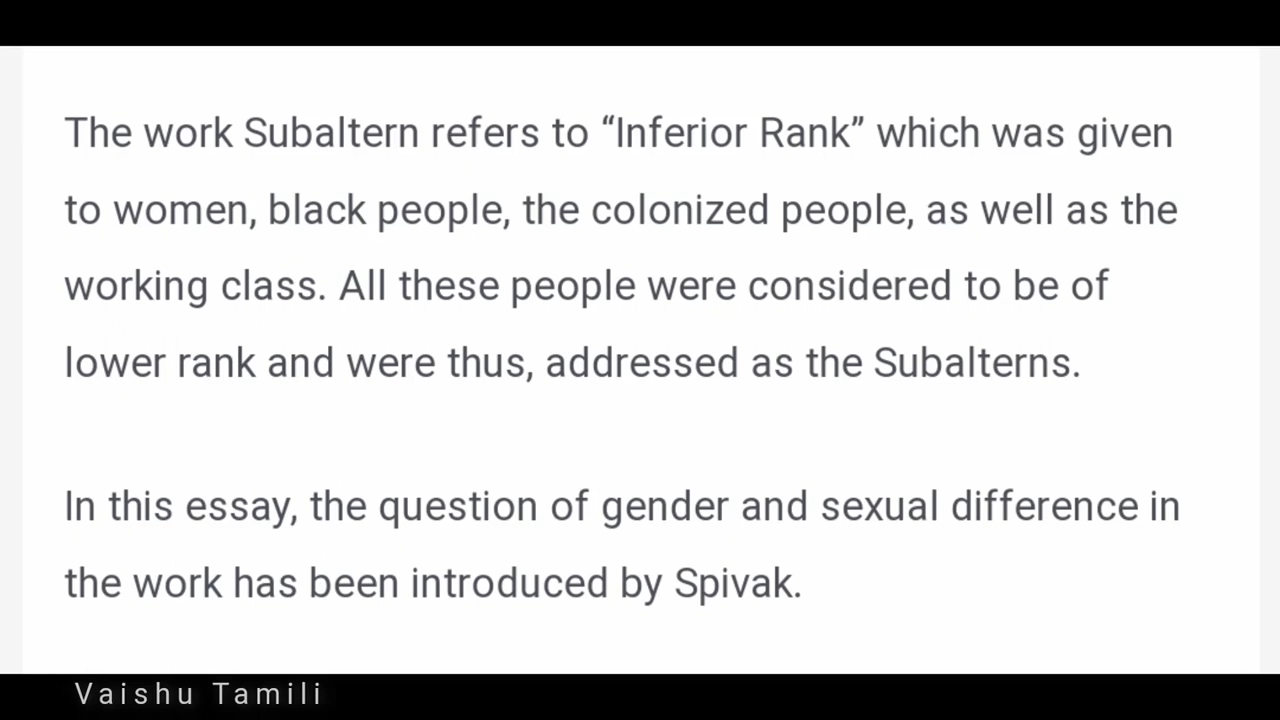 The work Subaltern refers to “Inferior Rank” which was given
to women, black people, the colonized people, as well as the
working class. All these people were considered to be of
lower rank and were thus, addressed as the Subalterns.
In this essay, the question of gender and sexual difference in
the work has been introduced by Spivak.
Vaishu Tamili